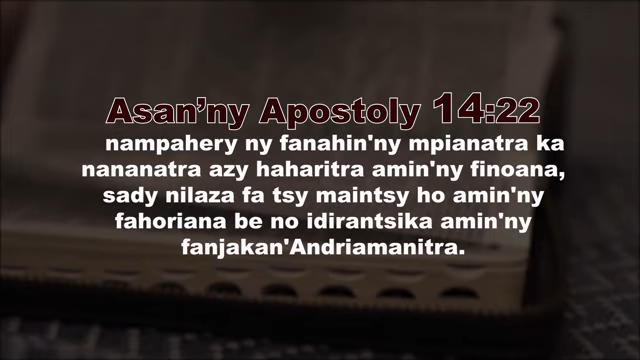 Asan’ny Apostoly 14:22
nampahery ny fanahin'ny mpianatra ka
nananatra azy haharitra amin'ny finoana,
sady nilaza fa tsy maintsy ho amin'ny
fahoriana be no idirantsika amin'ny
fanjakan'Andriamanitra.